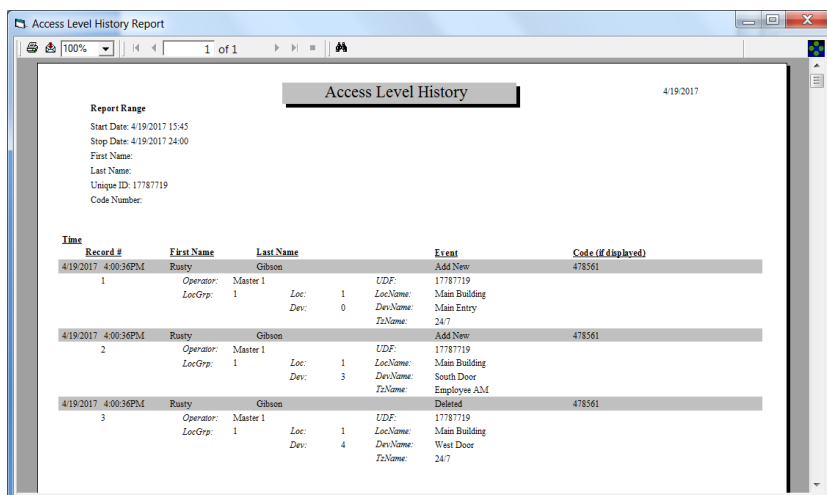 Access Level History Report
100% 1 of 1
Access Level History 4/19/2017
Report Range
Start Date: 4/19/2017 15:45
Stop Date: 4/19/2017 24:00
First Name:
Last Name:
Unique ID: 17787719
Code Number:
Time
Record # First Name Last Name Event Code (if displayed)
4/19/2017 4:00:36PM Rusty Gibson Add New 478561
1 Operator: Master 1 UDF: 17787719
LocGrp: 1 Loc: 1 LocName: Main Building
Dev: 0 DevName: Main Entry
TzName: 24/7
4/19/2017 4:00:36PM Rusty Gibson Add New 478561
2 Operator: Master 1 UDF: 17787719
LocGrp: 1 Loc: 1 LocName: Main Building
Dev: 3 DevName: South Door
TzName: Employee AM
4/19/2017 4:00:36PM Rusty Gibson Deleted 478561
3 Operator: Master 1 UDF: 17787719
LocGrp: 1 Loc: 1 LocName: Main Building
Dev: 4 DevName: West Door
TzName: 24/7